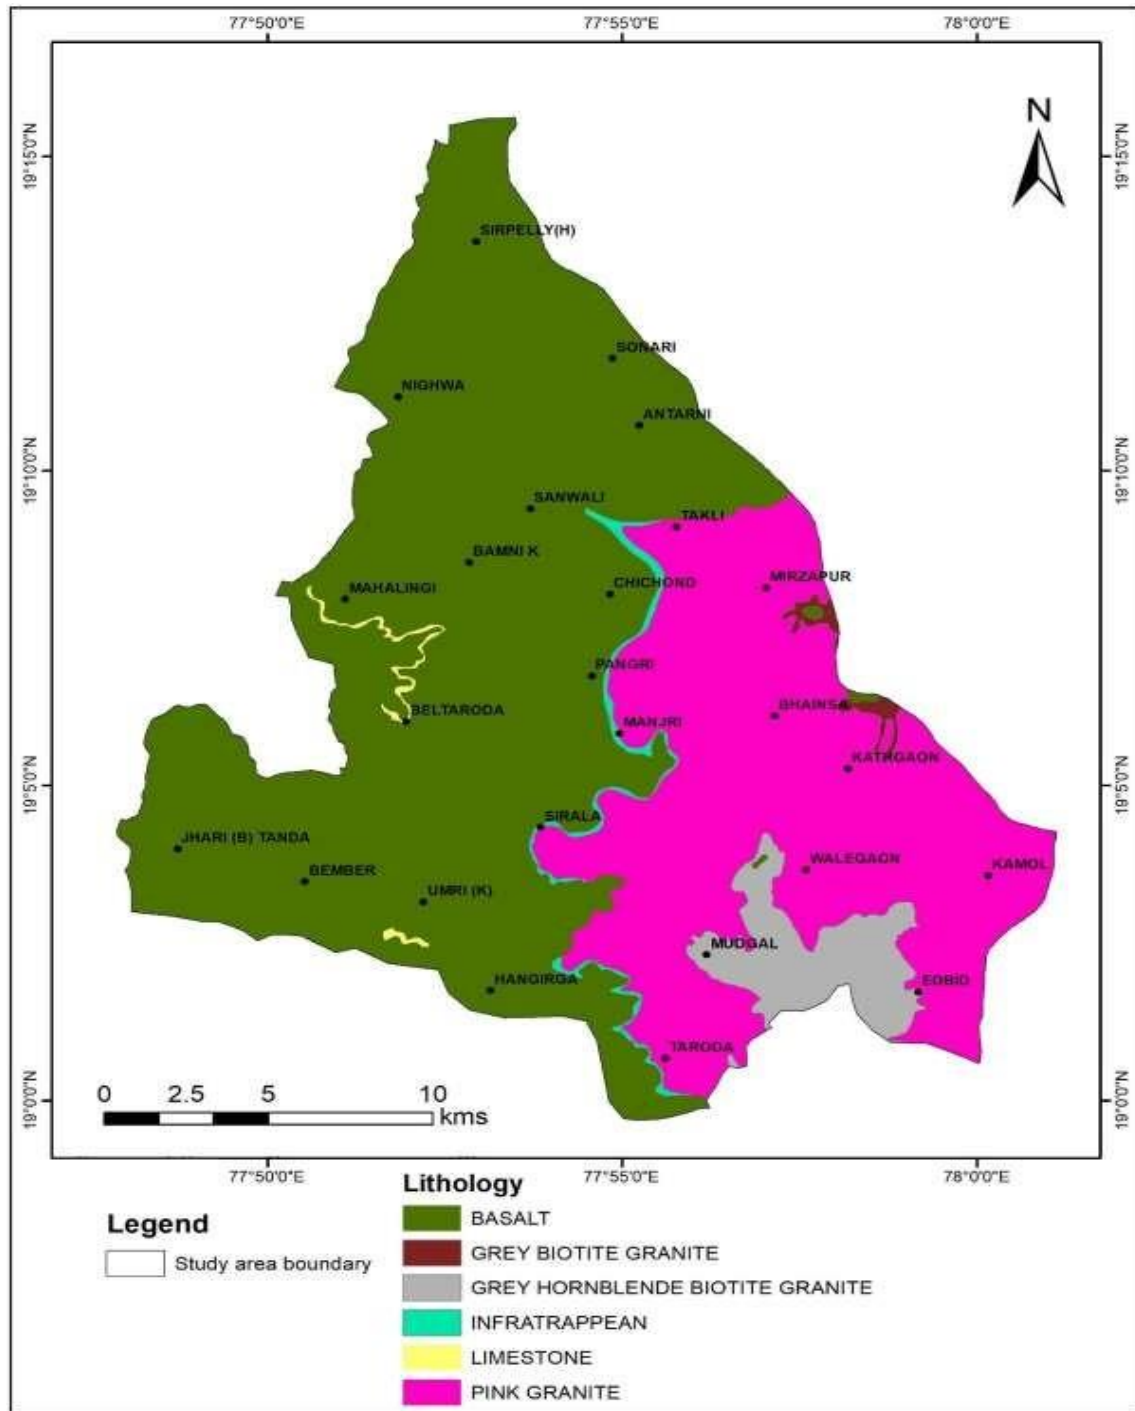 77°50'0"E 77°55'0"E 78°0'0"E
N
19°15'0"N 19°15'0"N
SIRPELLY(H)
SONARI
NIGHWA
ANTARNI
19°10'0"N 19°10'0"N
SANWALI
TAKLI
BAMNI K
MIRZAPUR
CHICHOND
MAHALINGI
PANGRI
BHAINSA
BELTARODA
MANJRI
KATHGAON
19°5'0"N 19°5'0"N
SIRALA
JHARI (B) TANDA
WALEGAON
KAMOL
BEMBER
UMRI (K)
MUDGAL
HANGIRGA
TARODA
0 2.5 5 10
kms
19°0'0"N 19°0'0"N
77°50'0"E 77°55'0"E 78°0'0"E
Legend
Study area boundary
Lithology
BASALT
GREY BIOTITE GRANITE
GREY HORNBLENDE BIOTITE GRANITE
INFRATRAPPEAN
LIMESTONE
PINK GRANITE